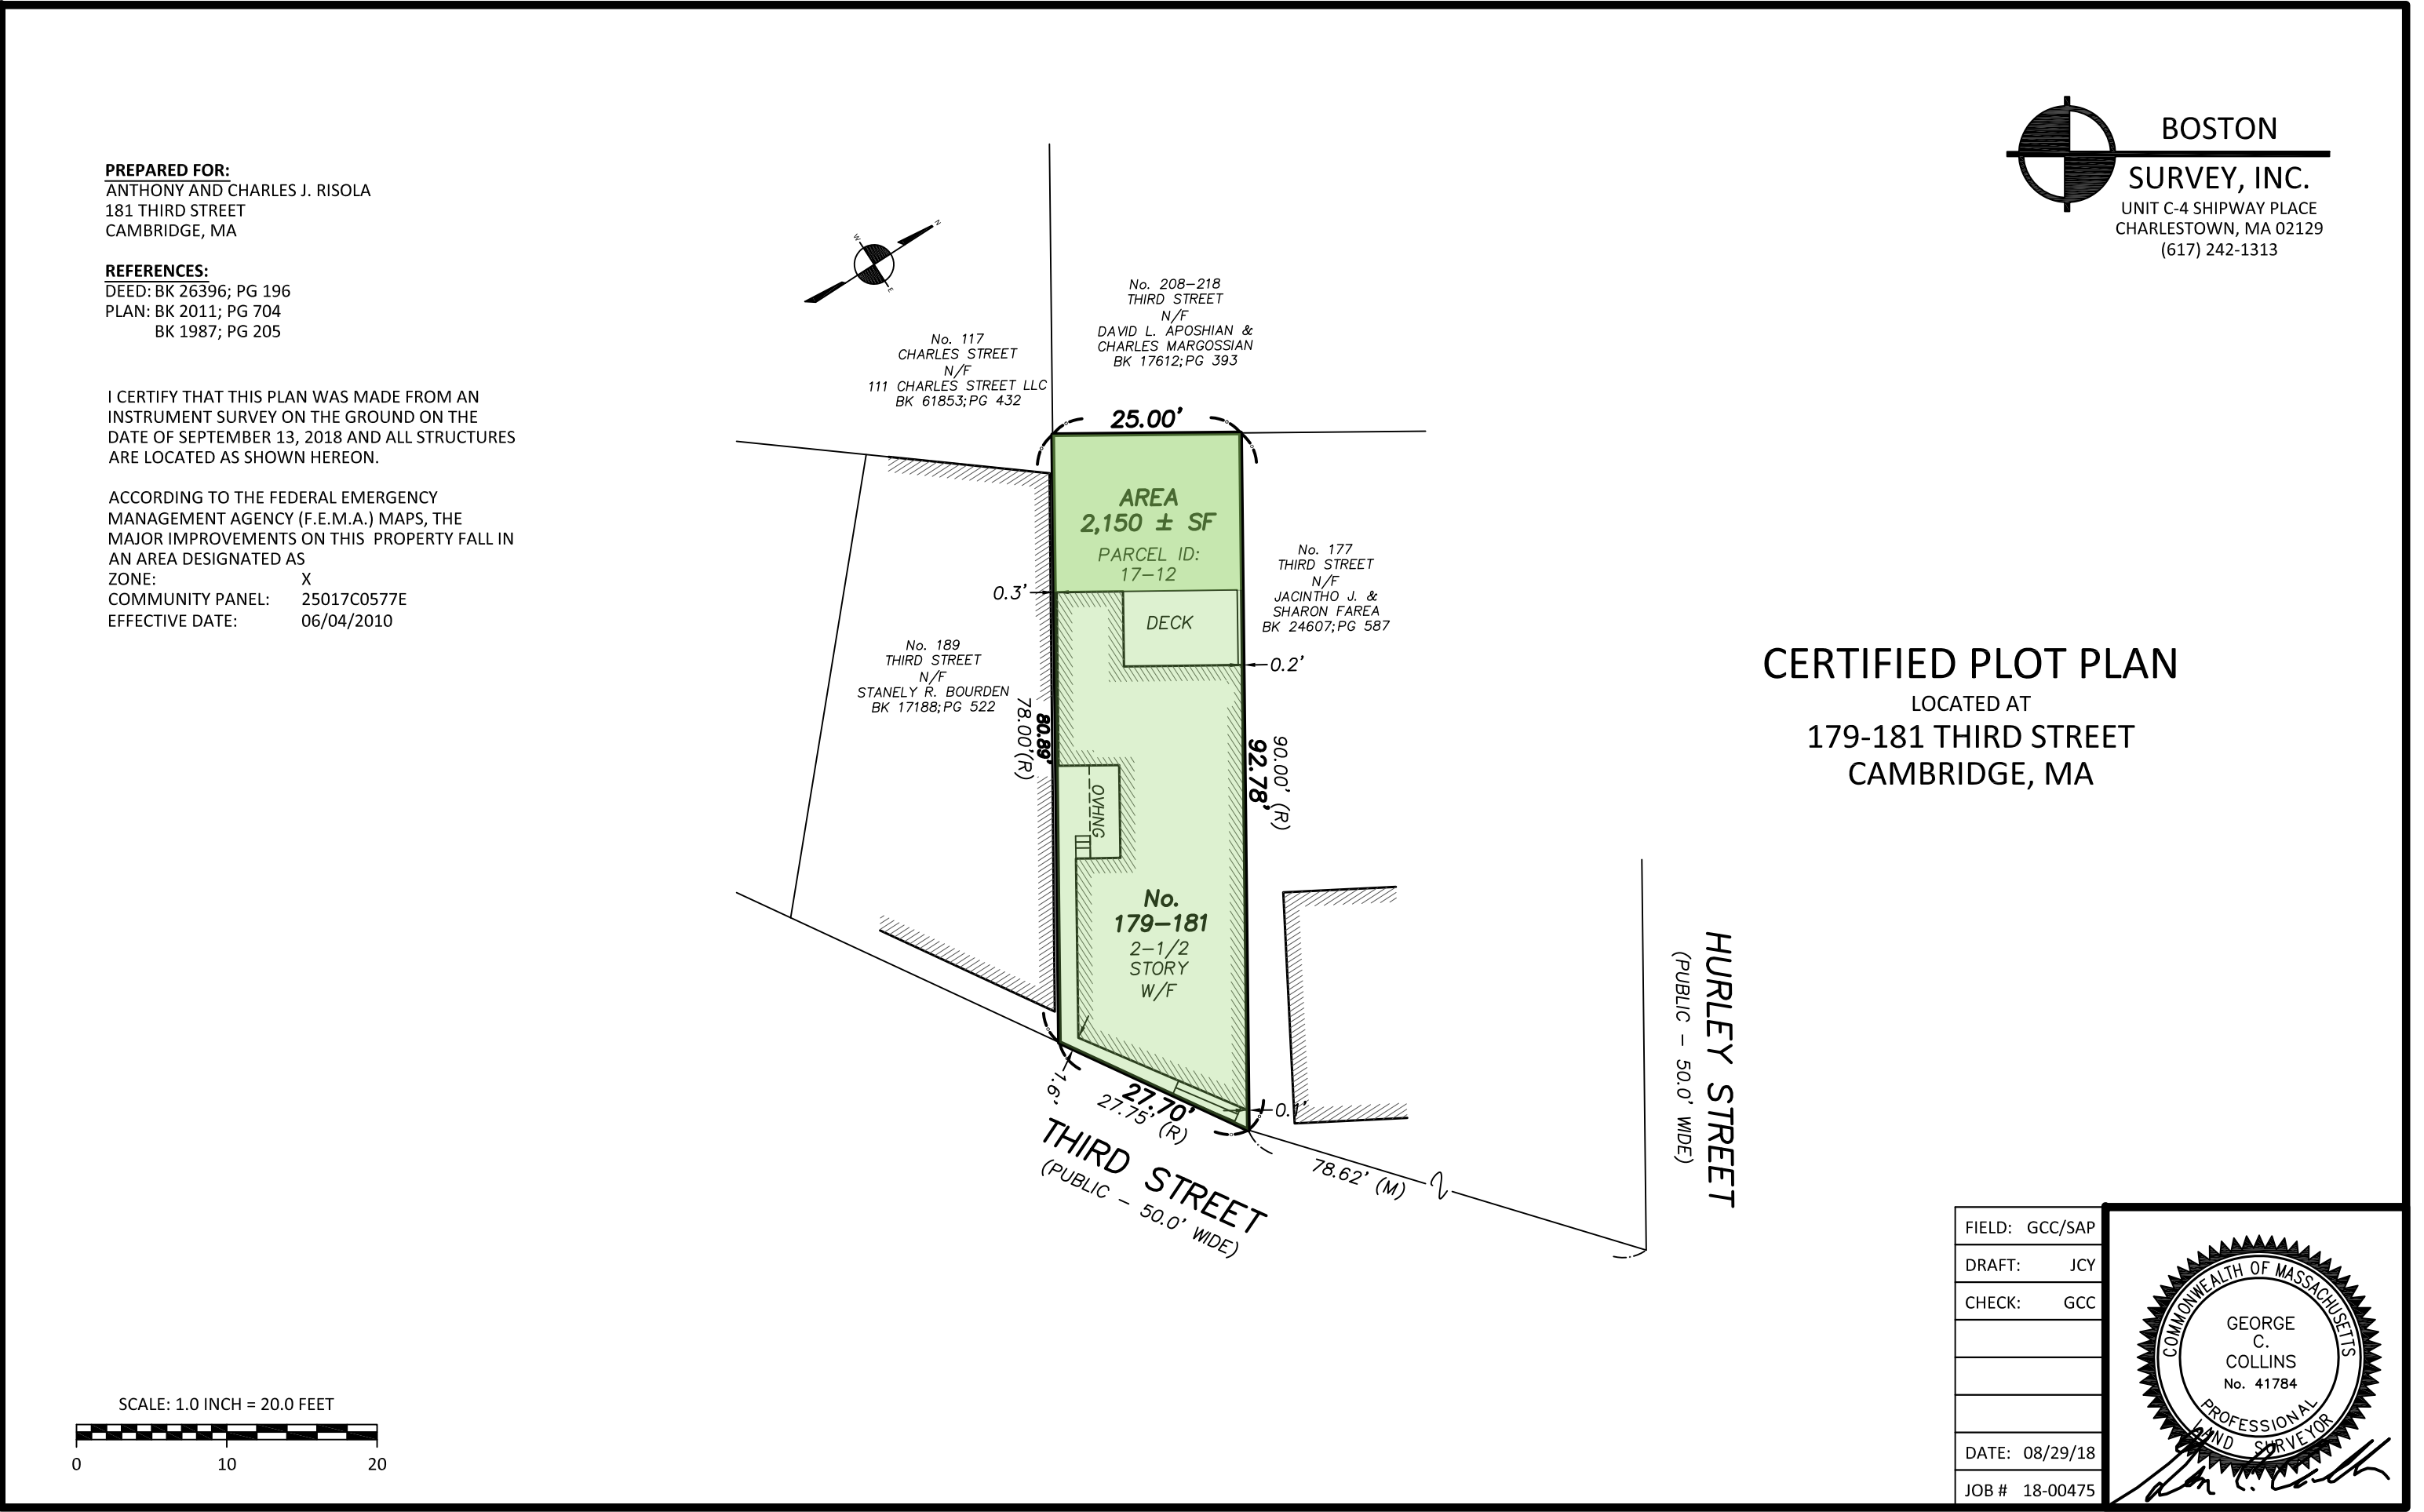 PREPARED FOR:
ANTHONY AND CHARLES J. RISOLA
181 THIRD STREET
CAMBRIDGE, MA
REFERENCES:
DEED: BK 26396; PG 196
PLAN: BK 2011; PG 704
BK 1987; PG 205
I CERTIFY THAT THIS PLAN WAS MADE FROM AN
INSTRUMENT SURVEY ON THE GROUND ON THE
DATE OF SEPTEMBER 13, 2018 AND ALL STRUCTURES
ARE LOCATED AS SHOWN HEREON.
ACCORDING TO THE FEDERAL EMERGENCY
MANAGEMENT AGENCY (F.E.M.A.) MAPS, THE
MAJOR IMPROVEMENTS ON THIS PROPERTY FALL IN
AN AREA DESIGNATED AS
ZONE: X
COMMUNITY PANEL: 25017C0577E
EFFECTIVE DATE: 06/04/2010
SCALE: 1.0 INCH = 20.0 FEET
0 10 20
N
W
E
No. 117
CHARLES STREET
N/F
111 CHARLES STREET LLC
BK 61853;PG 432
No. 208-218
THIRD STREET
N/F
DAVID L. APOSHIAN &
CHARLES MARGOSSIAN
BK 17612;PG 393
25.00'
AREA
2,150 ± SF
PARCEL ID:
17-12
0.3'
DECK
0.2'
No. 177
THIRD STREET
N/F
JACINTHO J. &
SHARON FAREA
BK 24607;PG 587
No. 189
THIRD STREET
N/F
STANELY R. BOURDEN
BK 17188;PG 522
80.89'
78.00'(R)
90.00' (R)
92.78'
OVHNG
No.
179-181
2-1/2
STORY
W/F
1.6'
27.70'
27.75' (R)
0.1'
THIRD STREET
(PUBLIC - 50.0' WIDE)
78.62' (M)
HURLEY STREET
(PUBLIC - 50.0' WIDE)
BOSTON
SURVEY, INC.
UNIT C-4 SHIPWAY PLACE
CHARLESTOWN, MA 02129
(617) 242-1313
CERTIFIED PLOT PLAN
LOCATED AT
179-181 THIRD STREET
CAMBRIDGE, MA
FIELD: GCC/SAP
DRAFT: JCY
CHECK: GCC
DATE: 08/29/18
JOB # 18-00475
COMMONWEALTH OF MASSACHUSETTS
GEORGE
C.
COLLINS
No. 41784
PROFESSIONAL
LAND SURVEYOR